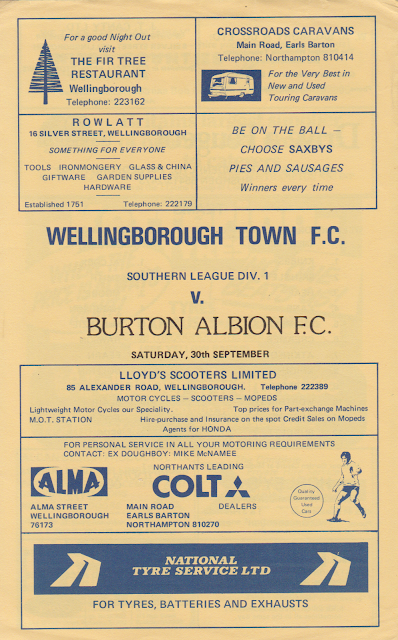 For a good Night Out
visit
THE FIR TREE
RESTAURANT
Wellingborough
Telephone: 223162
CROSSROADS CARAVANS
Main Road, Earls Barton
Telephone: Northampton 810414
For the Very Best in
New and Used
Touring Caravans
ROWLATT
16 SILVER STREET, WELLINGBOROUGH
SOMETHING FOR EVERYONE
TOOLS IRONMONGERY GLASS & CHINA
GIFTWARE GARDEN SUPPLIES
HARDWARE
Established 1751 Telephone: 222179
BE ON THE BALL –
CHOOSE SAXBYS
PIES AND SAUSAGES
Winners every time
WELLINGBOROUGH TOWN F.C.
SOUTHERN LEAGUE DIV. 1
V.
BURTON ALBION F.C.
SATURDAY, 30th SEPTEMBER
LLOYD'S SCOOTERS LIMITED
85 ALEXANDER ROAD, WELLINGBOROUGH. Telephone 222389
MOTOR CYCLES – SCOOTERS – MOPEDS
Lightweight Motor Cycles our Speciality. Top prices for Part-exchange Machines
M.O.T. STATION Hire-purchase and Insurance on the spot Credit Sales on Mopeds
Agents for HONDA
FOR PERSONAL SERVICE IN ALL YOUR MOTORING REQUIREMENTS
CONTACT: EX DOUGHBOY: MIKE McNAMEE
ALMA
ALMA STREET
WELLINGBOROUGH
76173
NORTHANTS LEADING
COLT
DEALERS
MAIN ROAD
EARLS BARTON
NORTHAMPTON 810270
Quality
Guaranteed
Used
Cars
NATIONAL
TYRE SERVICE LTD
FOR TYRES, BATTERIES AND EXHAUSTS